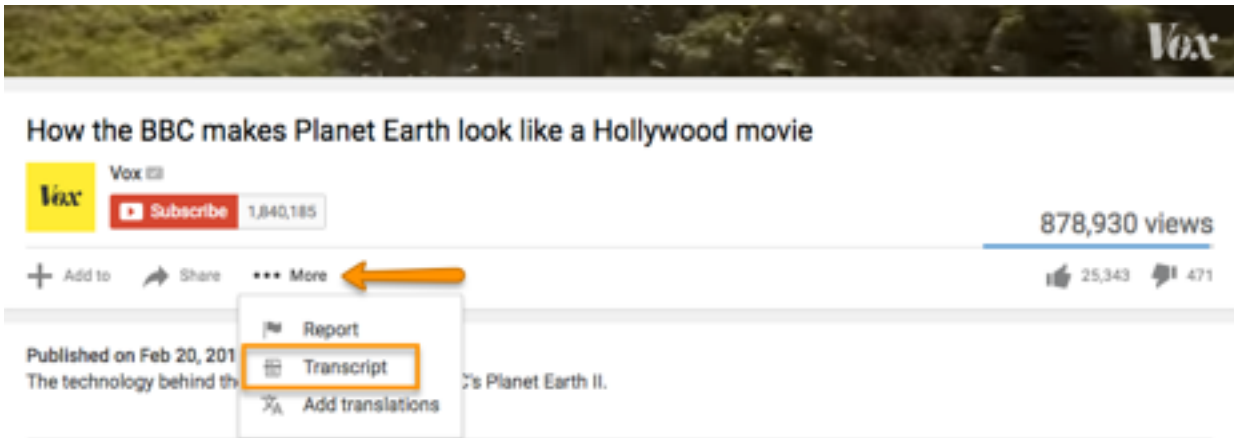 Vox
How the BBC makes Planet Earth look like a Hollywood movie
Vox
Vox
Subscribe 1,840,185
878,930 views
Add to Share ••• More 25,343 471
Report
Published on Feb 20, 201
Transcript
The technology behind th 's Planet Earth II.
Add translations